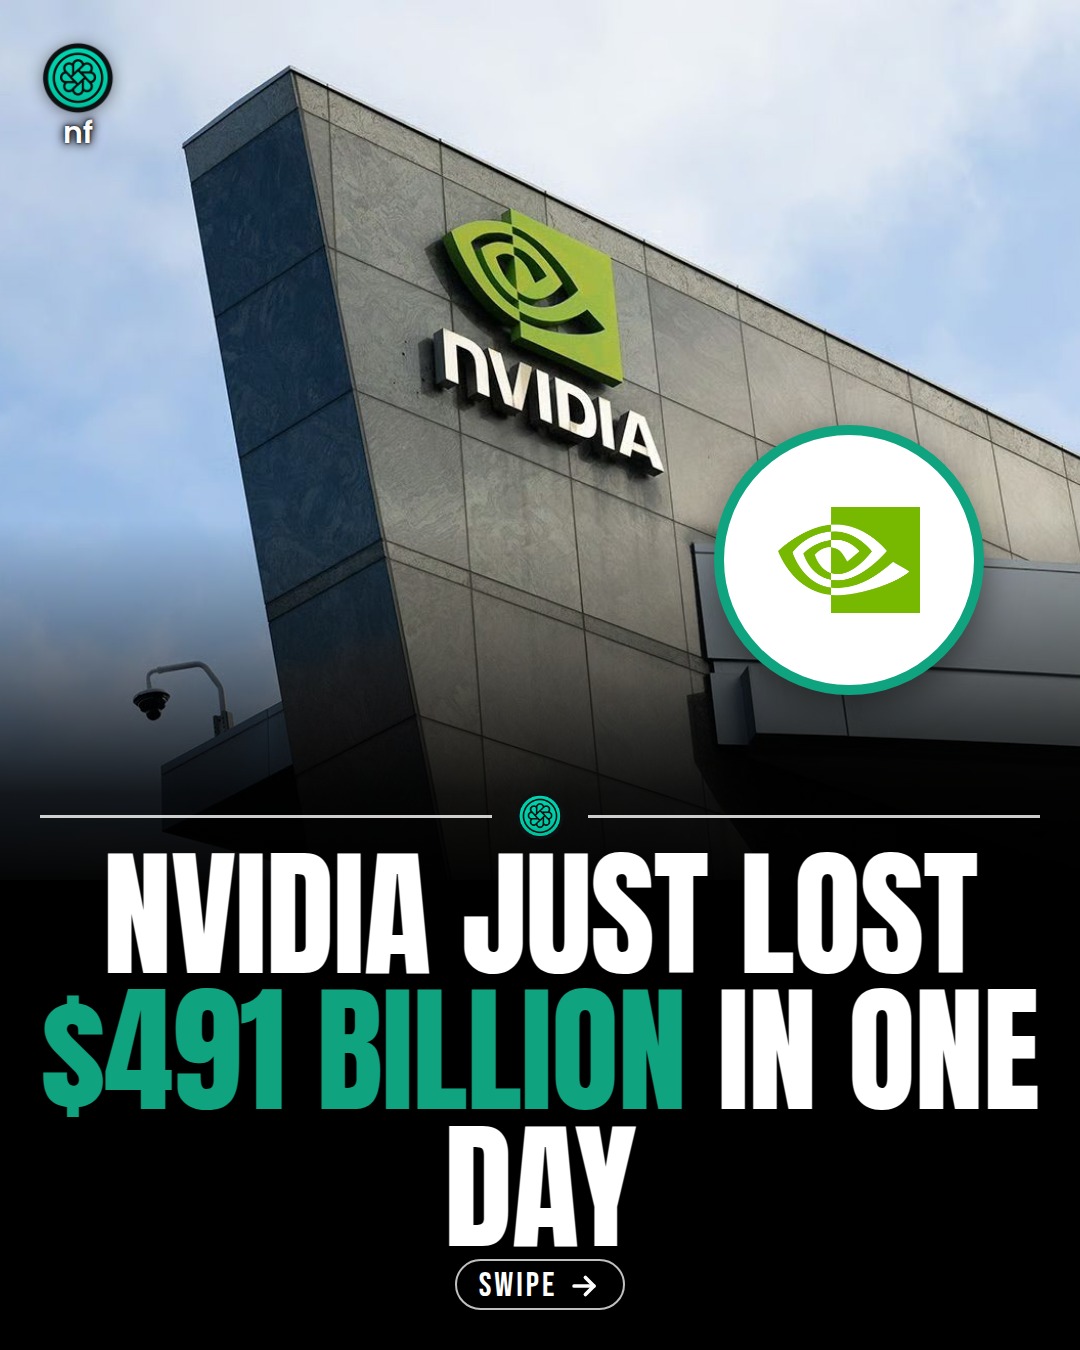 nf
NVIDIA
NVIDIA JUST LOST
$491 BILLION IN ONE
DAY
SWIPE →